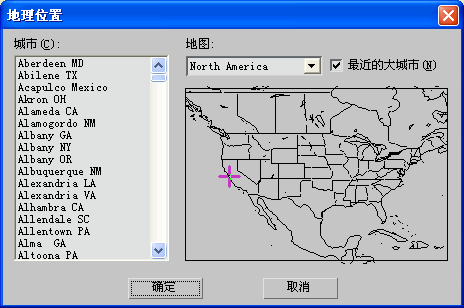 地理位置
城市(C):
Aberdeen MD
Abilene TX
Acapulco Mexico
Akron OH
Alameda CA
Alamogordo NM
Albany GA
Albany NY
Albany OR
Albuquerque NM
Alexandria LA
Alexandria VA
Alhambra CA
Allendale SC
Allentown PA
Alma  GA
Altoona PA
地图:
North America
最近的大城市(N)
确定
取消